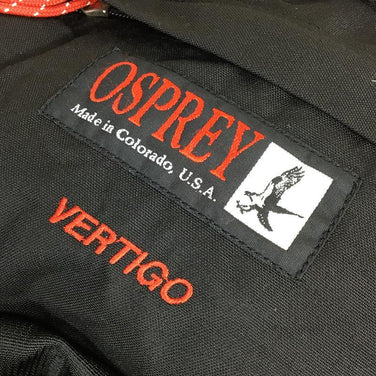 OSPREY
Made in Colorado, U.S.A.
VERTIGO